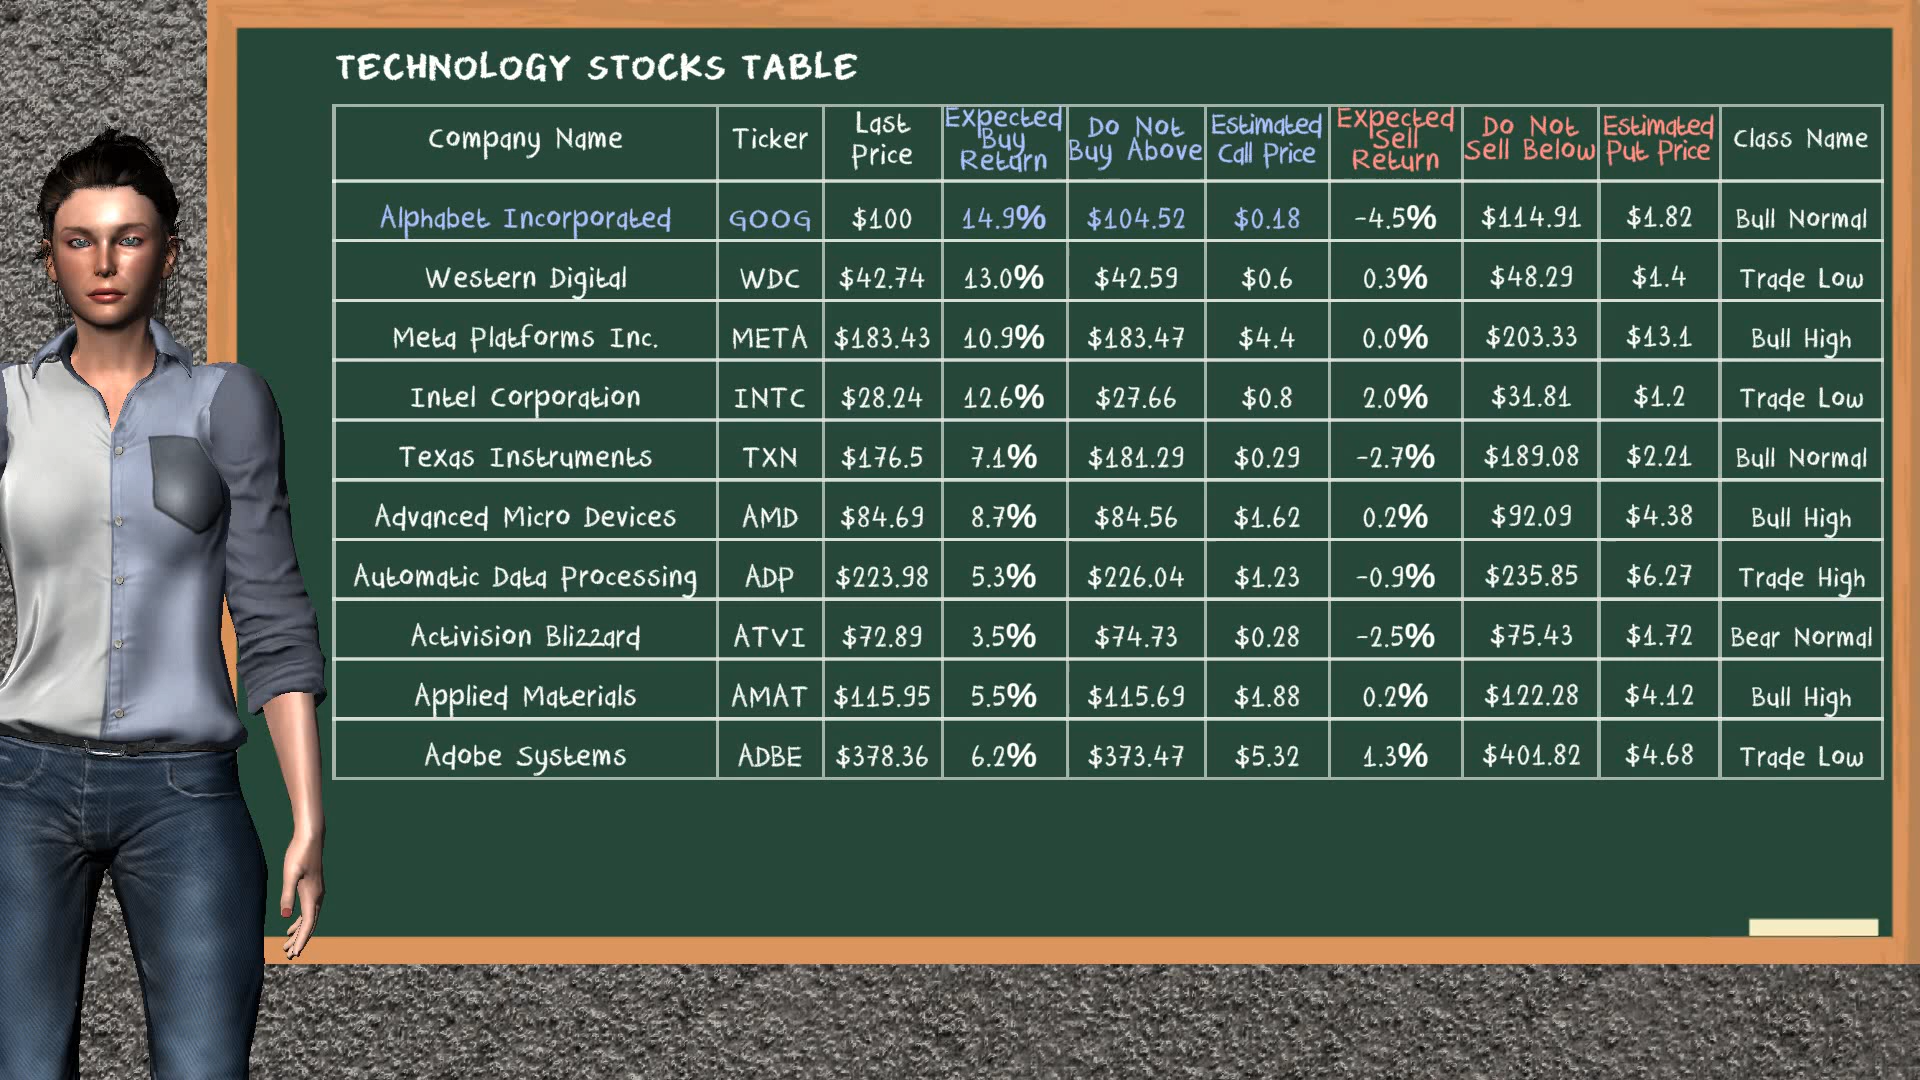 TECHNOLOGY STOCKS TABLE
Company Name Ticker Last Price Expected Buy Return Do Not Buy Above Estimated Call Price Expected Sell Return Do Not Sell Below Estimated Put Price Class Name
Alphabet Incorporated GOOG $100 14.9% $104.52 $0.18 -4.5% $114.91 $1.82 Bull Normal
Western Digital WDC $42.74 13.0% $42.59 $0.6 0.3% $48.29 $1.4 Trade Low
Meta Platforms Inc. META $183.43 10.9% $183.47 $4.4 0.0% $203.33 $13.1 Bull High
Intel Corporation INTC $28.24 12.6% $27.66 $0.8 2.0% $31.81 $1.2 Trade Low
Texas Instruments TXN $176.5 7.1% $181.29 $0.29 -2.7% $189.08 $2.21 Bull Normal
Advanced Micro Devices AMD $84.69 8.7% $84.56 $1.62 0.2% $92.09 $4.38 Bull High
Automatic Data Processing ADP $223.98 5.3% $226.04 $1.23 -0.9% $235.85 $6.27 Trade High
Activision Blizzard ATVI $72.89 3.5% $74.73 $0.28 -2.5% $75.43 $1.72 Bear Normal
Applied Materials AMAT $115.95 5.5% $115.69 $1.88 0.2% $122.28 $4.12 Bull High
Adobe Systems ADBE $378.36 6.2% $373.47 $5.32 1.3% $401.82 $4.68 Trade Low